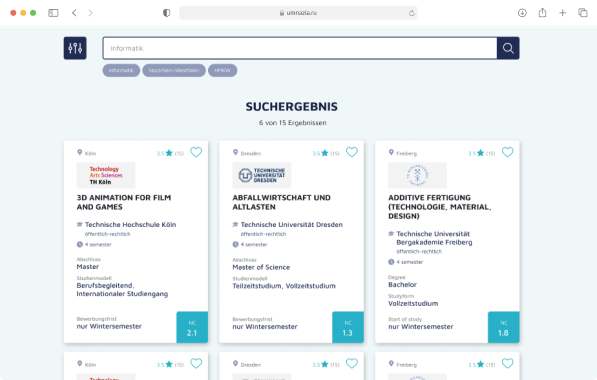 umnazia.ru
Informatik
Informatik
Nordrhein-Westfalen
HMKW
SUCHERGEBNIS
6 von 15 Ergebnissen
Köln
3.5 (15)
Technology
Arts Sciences
TH Köln
3D ANIMATION FOR FILM
AND GAMES
Technische Hochschule Köln
öffentlich-rechtlich
4 semester
Abschluss
Master
Studienmodell
Berufsbegleitend,
Internationaler Studiengang
Bewerbungsfrist
nur Wintersemester
NC
2.1
Dresden
3.5 (15)
TECHNISCHE
UNIVERSITÄT
DRESDEN
ABFALLWIRTSCHAFT UND
ALTLASTEN
Technische Universität Dresden
öffentlich-rechtlich
4 semester
Abschluss
Master of Science
Studienmodell
Teilzeitstudium, Vollzeitstudium
Bewerbungsfrist
nur Wintersemester
NC
1.3
Freiberg
3.5 (15)
ADDITIVE FERTIGUNG
(TECHNOLOGIE, MATERIAL,
DESIGN)
Technische Universität
Bergakademie Freiberg
öffentlich-rechtlich
4 semester
Degree
Bachelor
Studyform
Vollzeitstudium
Start of study
nur Wintersemester
NC
1.8
Köln
3.5 (15)
Technology
Dresden
3.5 (15)
TECHNISCHE
Freiberg
3.5 (15)